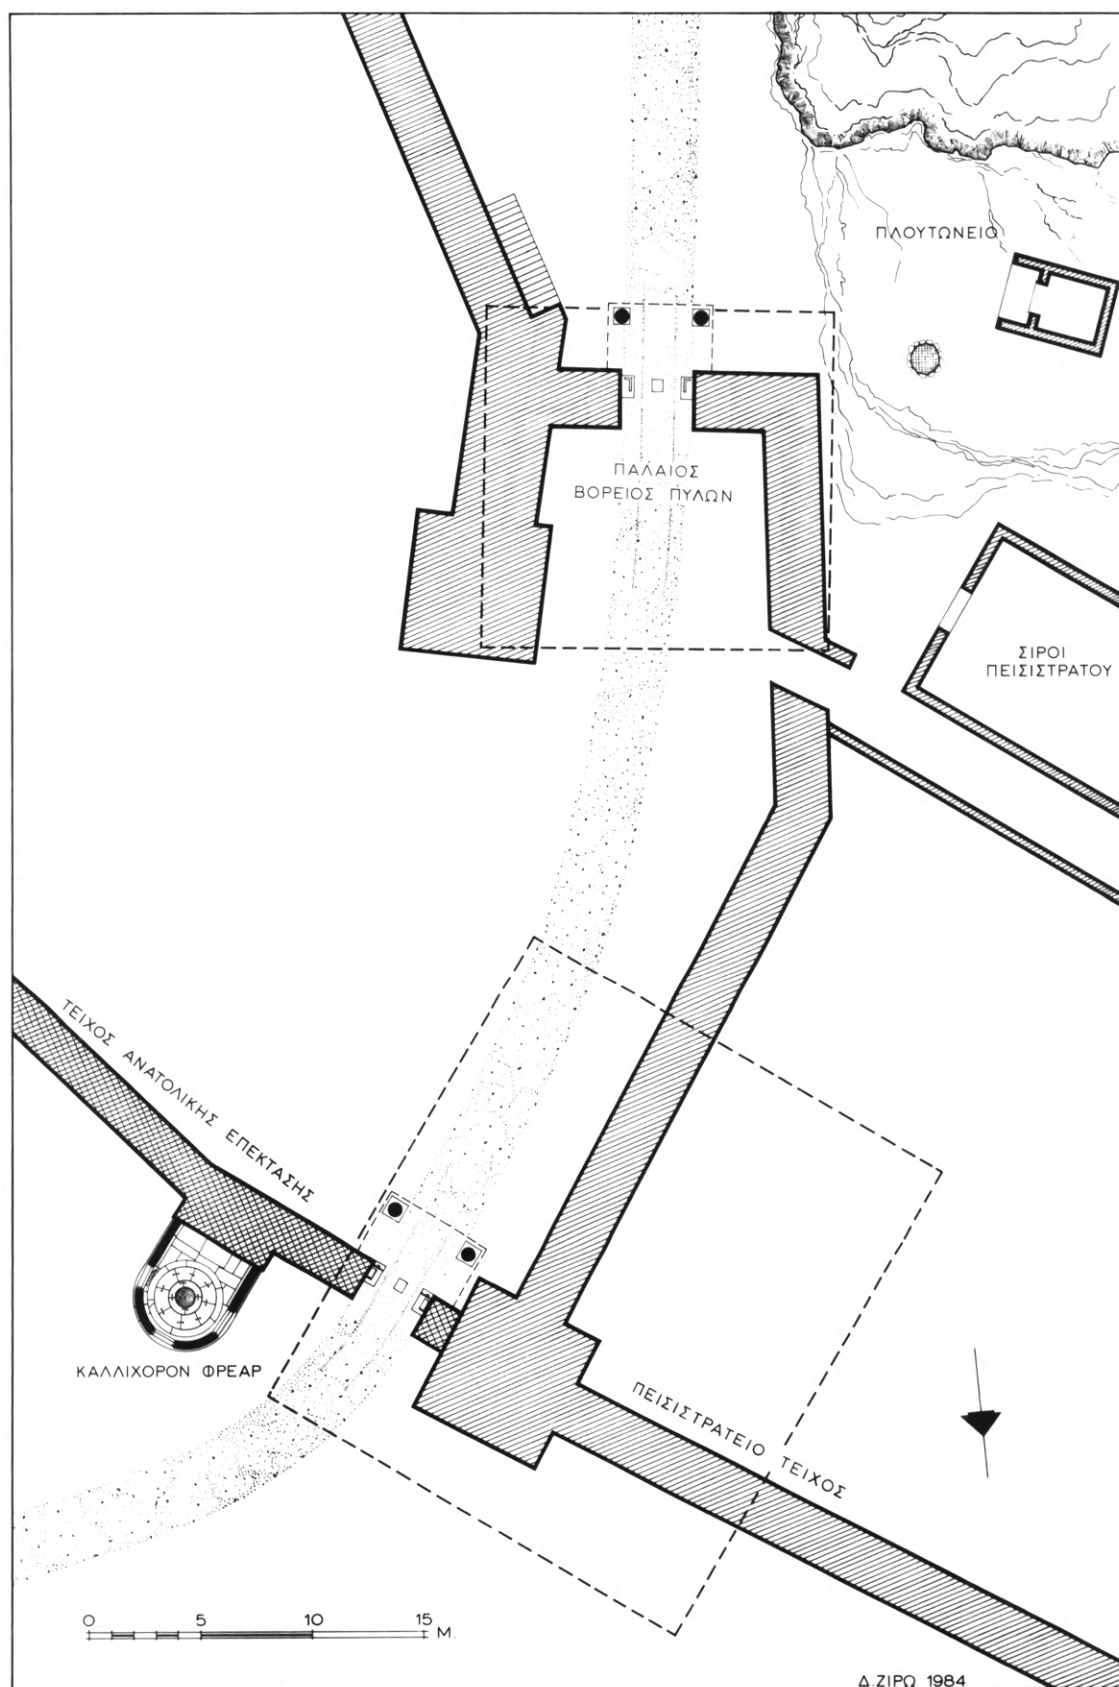 ΠΛΟΥΤΩΝΕΙΟ
ΠΑΛΑΙΟΣ
ΒΟΡΕΙΟΣ ΠΥΛΩΝ
ΣΙΡΟΙ
ΠΕΙΣΙΣΤΡΑΤΟΥ
ΤΕΙΧΟΣ ΑΝΑΤΟΛΙΚΗΣ ΕΠΕΚΤΑΣΗΣ
ΚΑΛΛΙΧΟΡΟΝ ΦΡΕΑΡ
ΠΕΙΣΙΣΤΡΑΤΕΙΟ ΤΕΙΧΟΣ
0 5 10 15 Μ.
Δ.ΖΙΡΩ 1984